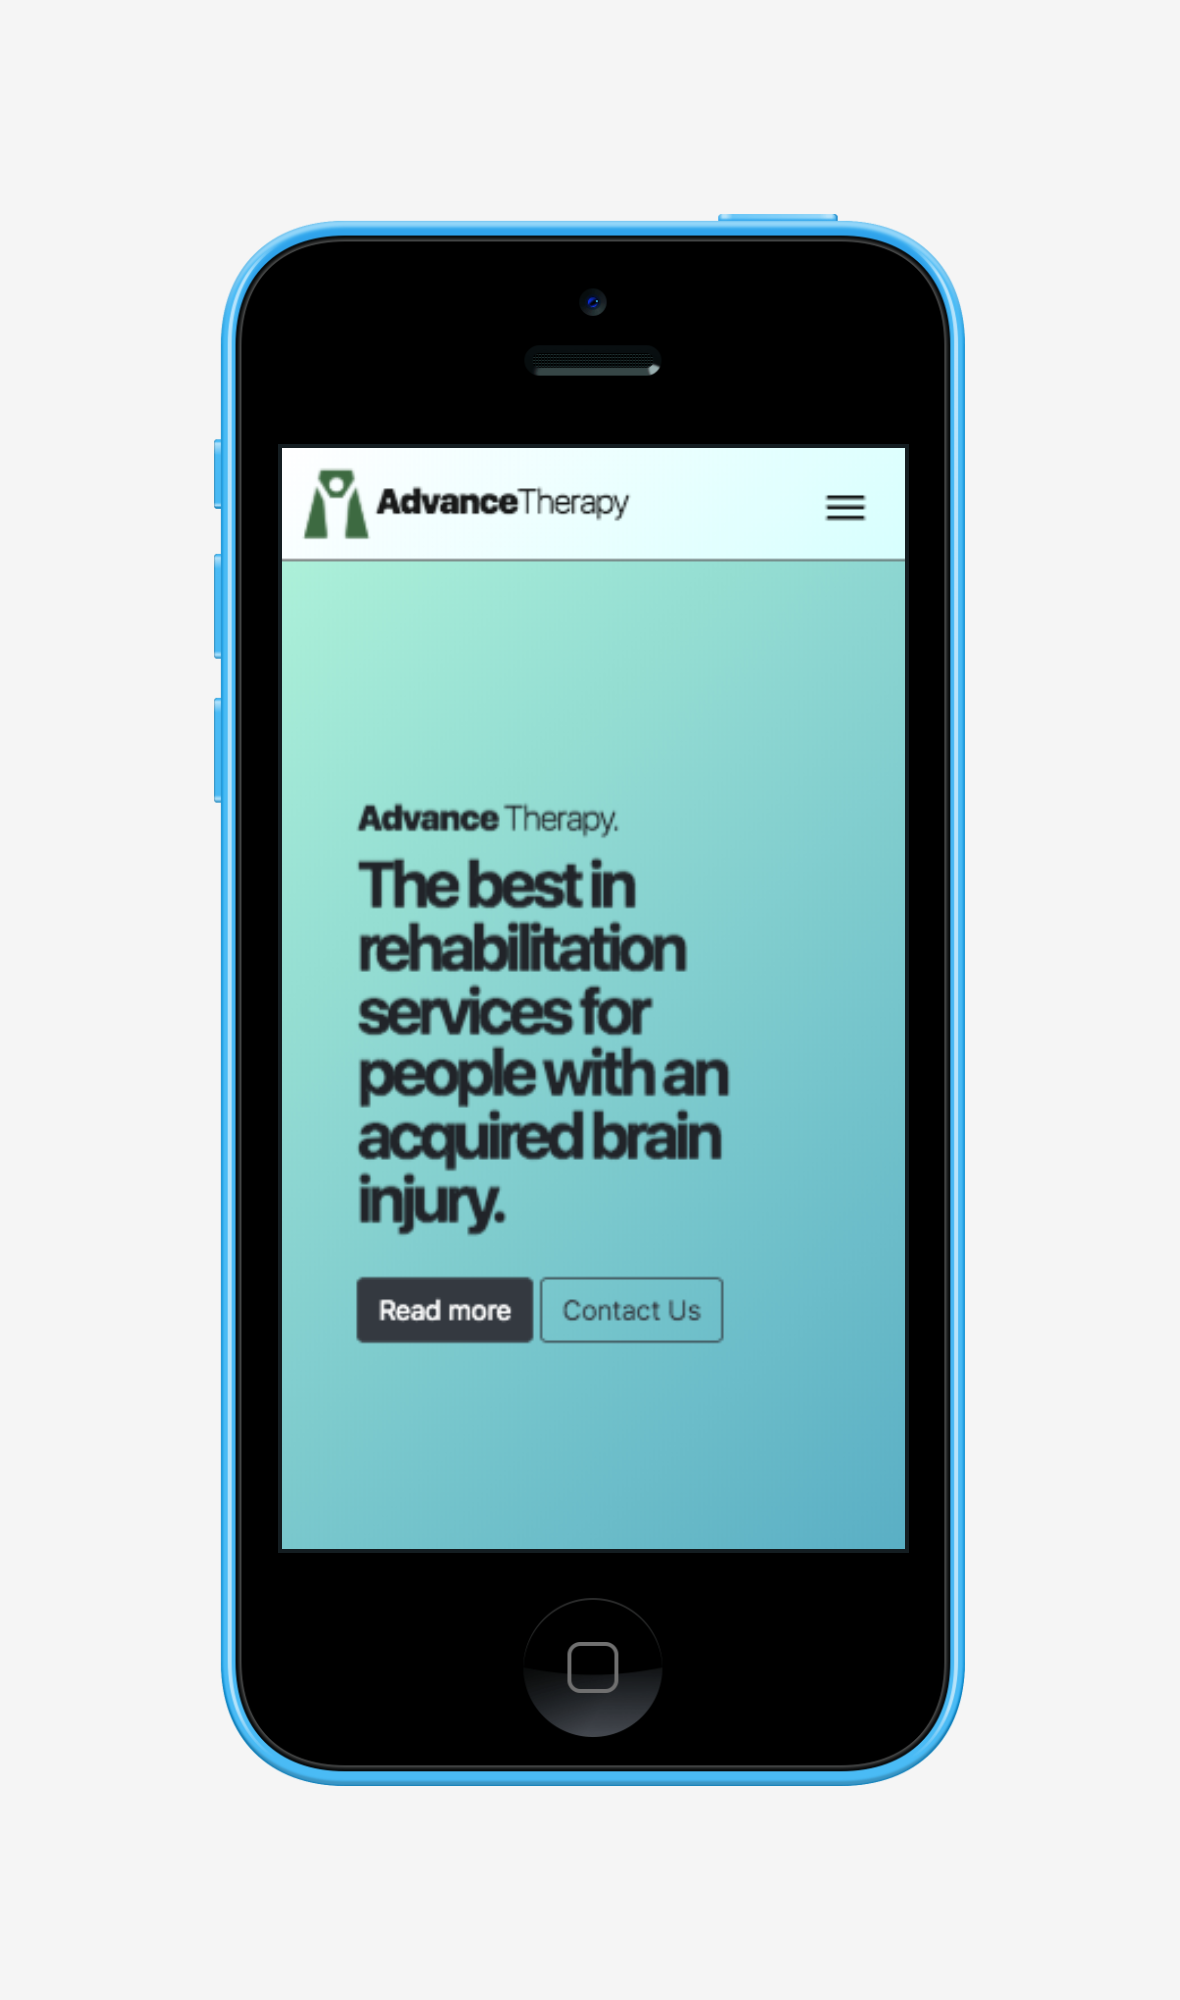 AdvanceTherapy
Advance Therapy.
The best in
rehabilitation
services for
people with an
acquired brain
injury.
Read more
Contact Us